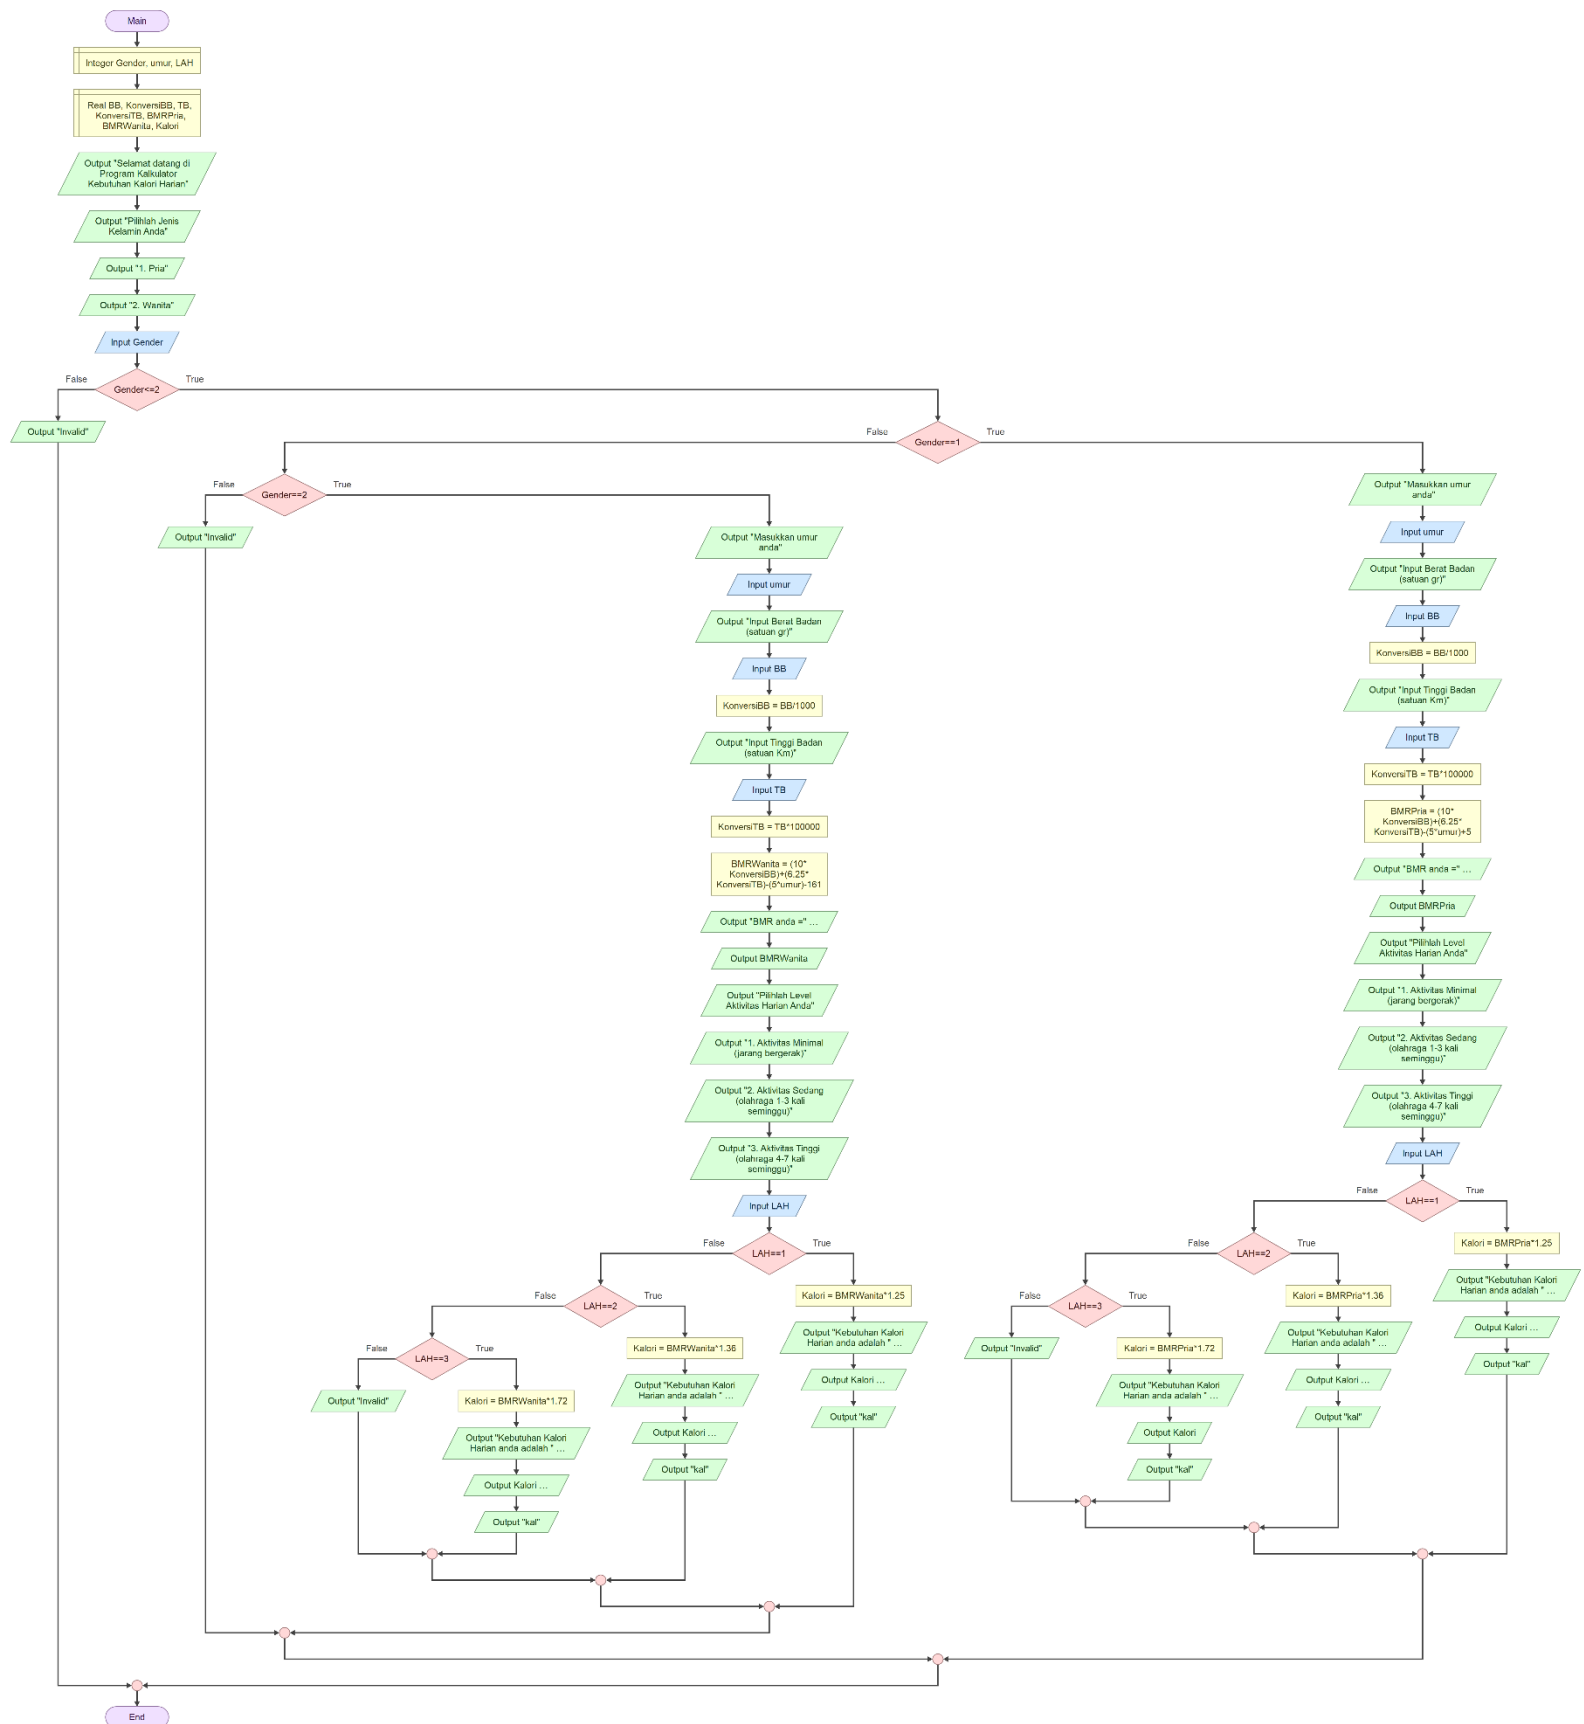 Main
Integer Gender, umur, LAH
Real BB, KonversiBB, TB,
KonversiTB, BMRPria,
BMRWanita, Kalori
Output "Selamat datang di
Program Kalkulator
Kebutuhan Kalori Harian"
Output "Pilihlah Jenis
Kelamin Anda"
Output "1. Pria"
Output "2. Wanita"
Input Gender
False
Gender<=2
True
Output "Invalid"
False
Gender==1
True
False
Gender==2
True
Output "Invalid"
Output "Masukkan umur
anda"
Input umur
Output "Input Berat Badan
(satuan gr)"
Input BB
KonversiBB = BB/1000
Output "Input Tinggi Badan
(satuan Km)"
Input TB
KonversiTB = TB*100000
BMRWanita = (10*
KonversiBB)+(6.25*
KonversiTB)-(5*umur)-161
Output "BMR anda =" ...
Output BMRWanita
Output "Pilihlah Level
Aktivitas Harian Anda"
Output "1. Aktivitas Minimal
(jarang bergerak)"
Output "2. Aktivitas Sedang
(olahraga 1-3 kali
seminggu)"
Output "3. Aktivitas Tinggi
(olahraga 4-7 kali
seminggu)"
Input LAH
False
LAH==1
True
False
LAH==2
True
False
LAH==3
True
Output "Invalid"
Kalori = BMRWanita*1.72
Output "Kebutuhan Kalori
Harian anda adalah " ...
Output Kalori ...
Output "kal"
Kalori = BMRWanita*1.36
Output "Kebutuhan Kalori
Harian anda adalah " ...
Output Kalori ...
Output "kal"
Kalori = BMRWanita*1.25
Output "Kebutuhan Kalori
Harian anda adalah " ...
Output Kalori ...
Output "kal"
Output "Masukkan umur
anda"
Input umur
Output "Input Berat Badan
(satuan gr)"
Input BB
KonversiBB = BB/1000
Output "Input Tinggi Badan
(satuan Km)"
Input TB
KonversiTB = TB*100000
BMRPria = (10*
KonversiBB)+(6.25*
KonversiTB)-(5*umur)+5
Output "BMR anda =" ...
Output BMRPria
Output "Pilihlah Level
Aktivitas Harian Anda"
Output "1. Aktivitas Minimal
(jarang bergerak)"
Output "2. Aktivitas Sedang
(olahraga 1-3 kali
seminggu)"
Output "3. Aktivitas Tinggi
(olahraga 4-7 kali
seminggu)"
Input LAH
False
LAH==1
True
False
LAH==2
True
False
LAH==3
True
Output "Invalid"
Kalori = BMRPria*1.72
Output "Kebutuhan Kalori
Harian anda adalah " ...
Output Kalori
Output "kal"
Kalori = BMRPria*1.36
Output "Kebutuhan Kalori
Harian anda adalah " ...
Output Kalori ...
Output "kal"
Kalori = BMRPria*1.25
Output "Kebutuhan Kalori
Harian anda adalah " ...
Output Kalori ...
Output "kal"
End